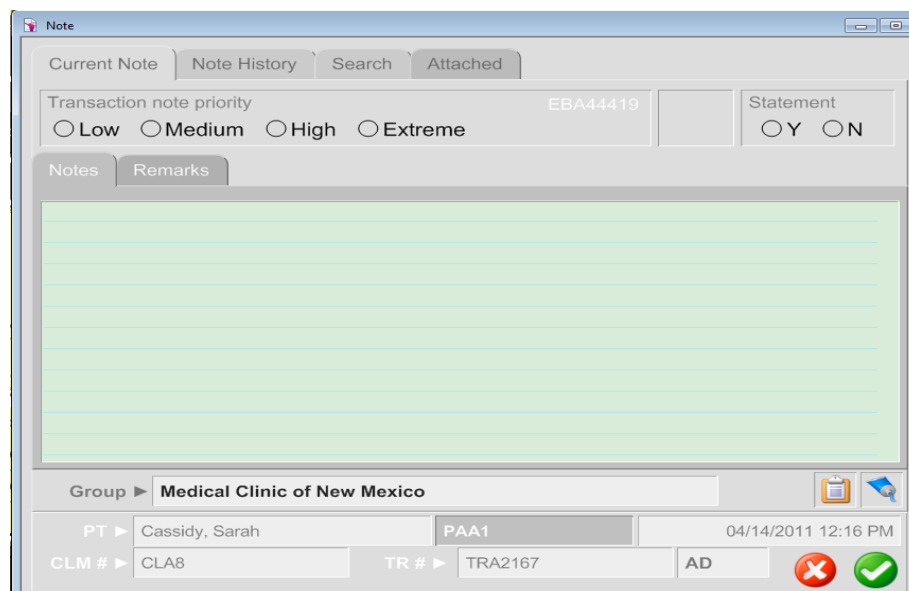 Note
Current Note Note History Search Attached
Transaction note priority EBA44419 Statement
Low Medium High Extreme Y N
Notes Remarks
Group ► Medical Clinic of New Mexico
PT ► Cassidy, Sarah PAA1 04/14/2011 12:16 PM
CLM # ► CLA8 TR # ► TRA2167 AD